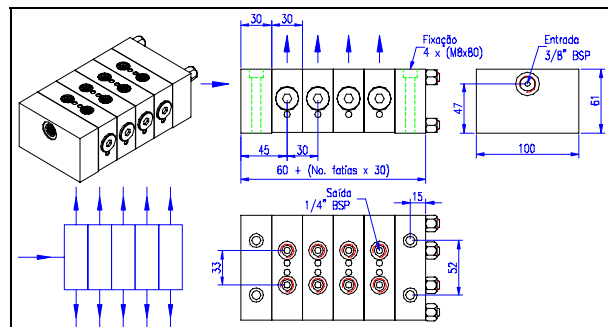 30
30
Fixação
4 x (M8x80)
Entrada
3/8" BSP
47
61
45
30
100
60 + (No. fatias x 30)
Saída
1/4" BSP
15
33
52